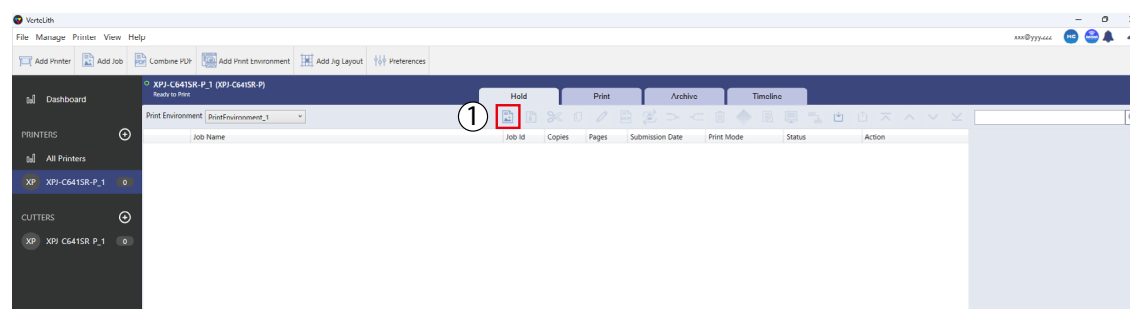 VerteLith
File Manage Printer View Help
xxx@yyy.zzz HC
Add Printer Add Job Combine PDF Add Print Environment Add Jig Layout Preferences
XPJ-C641SR-P_1 (XPJ-C641SR-P)
Ready to Print
Dashboard
Hold Print Archive Timeline
Print Environment PrintEnvironment_1
1
PRINTERS
Job Name Job Id Copies Pages Submission Date Print Mode Status Action
All Printers
XP XPJ-C641SR-P_1 0
CUTTERS
XP XPJ C641SR P_1 0